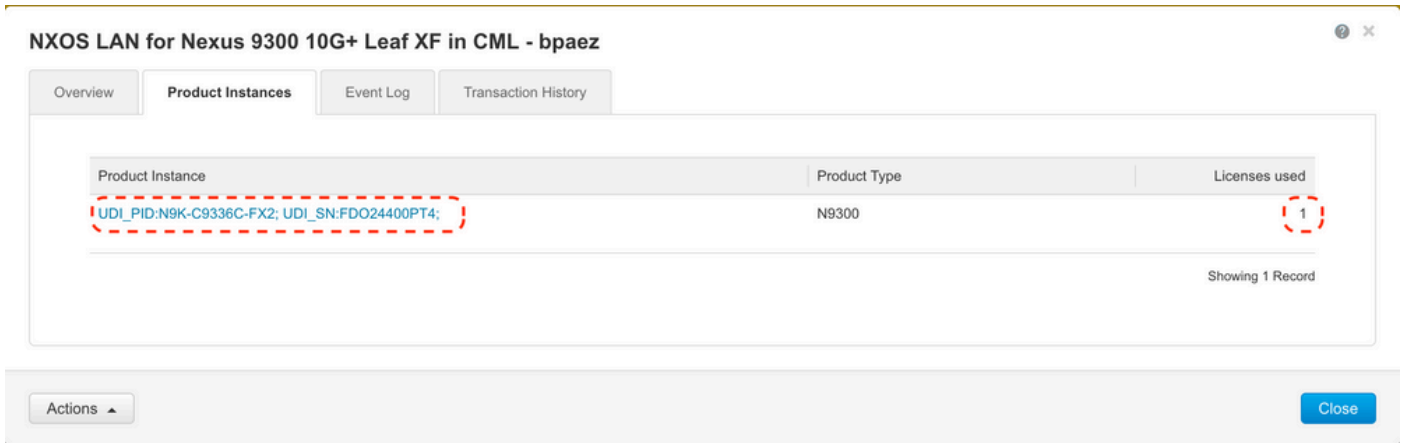 NXOS LAN for Nexus 9300 10G+ Leaf XF in CML - bpaez
Overview Product Instances Event Log Transaction History
Product Instance Product Type Licenses used
UDI_PID:N9K-C9336C-FX2; UDI_SN:FDO24400PT4; N9300 1
Showing 1 Record
Actions Close